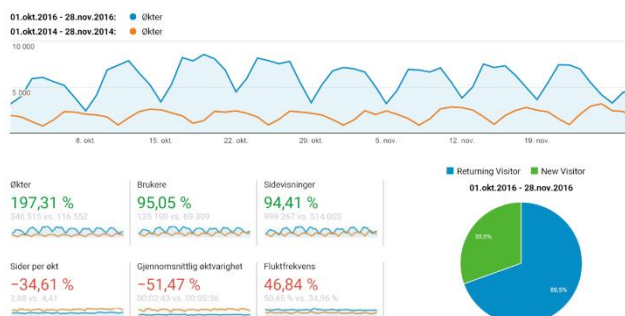 01.okt.2016 - 28.nov.2016: Økter
01.okt.2014 - 28.nov.2014: Økter
10 000
5 000
8. okt. 15. okt. 22. okt. 29. okt. 5. nov. 12. nov. 19. nov.
Returning Visitor New Visitor
01.okt.2016 - 28.nov.2016
30,5%
69,5%
Økter
197,31 %
346 515 vs. 116 552
Brukere
95,05 %
135 190 vs. 69 309
Sidevisninger
94,41 %
999 267 vs. 514 003
Sider per økt
−34,61 %
2,88 vs. 4,41
Gjennomsnittlig øktvarighet
−51,47 %
00:02:43 vs. 00:05:36
Fluktfrekvens
46,84 %
50,45 % vs. 34,36 %